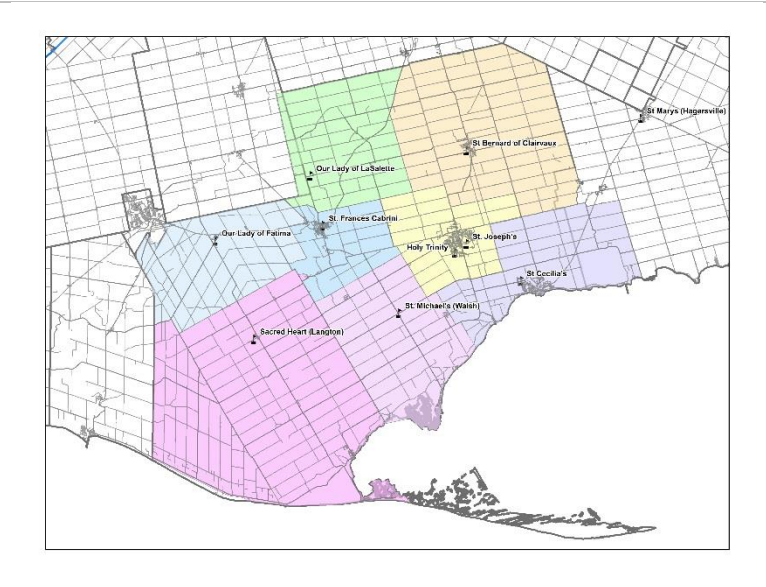 St Marys (Hagersville)
St Bernard of Clairvaux
Our Lady of LaSalette
St. Frances Cabrini
Our Lady of Fatima
St. Joseph's
Holy Trinity
St Cecilia's
St. Michael's (Walsh)
Sacred Heart (Langton)